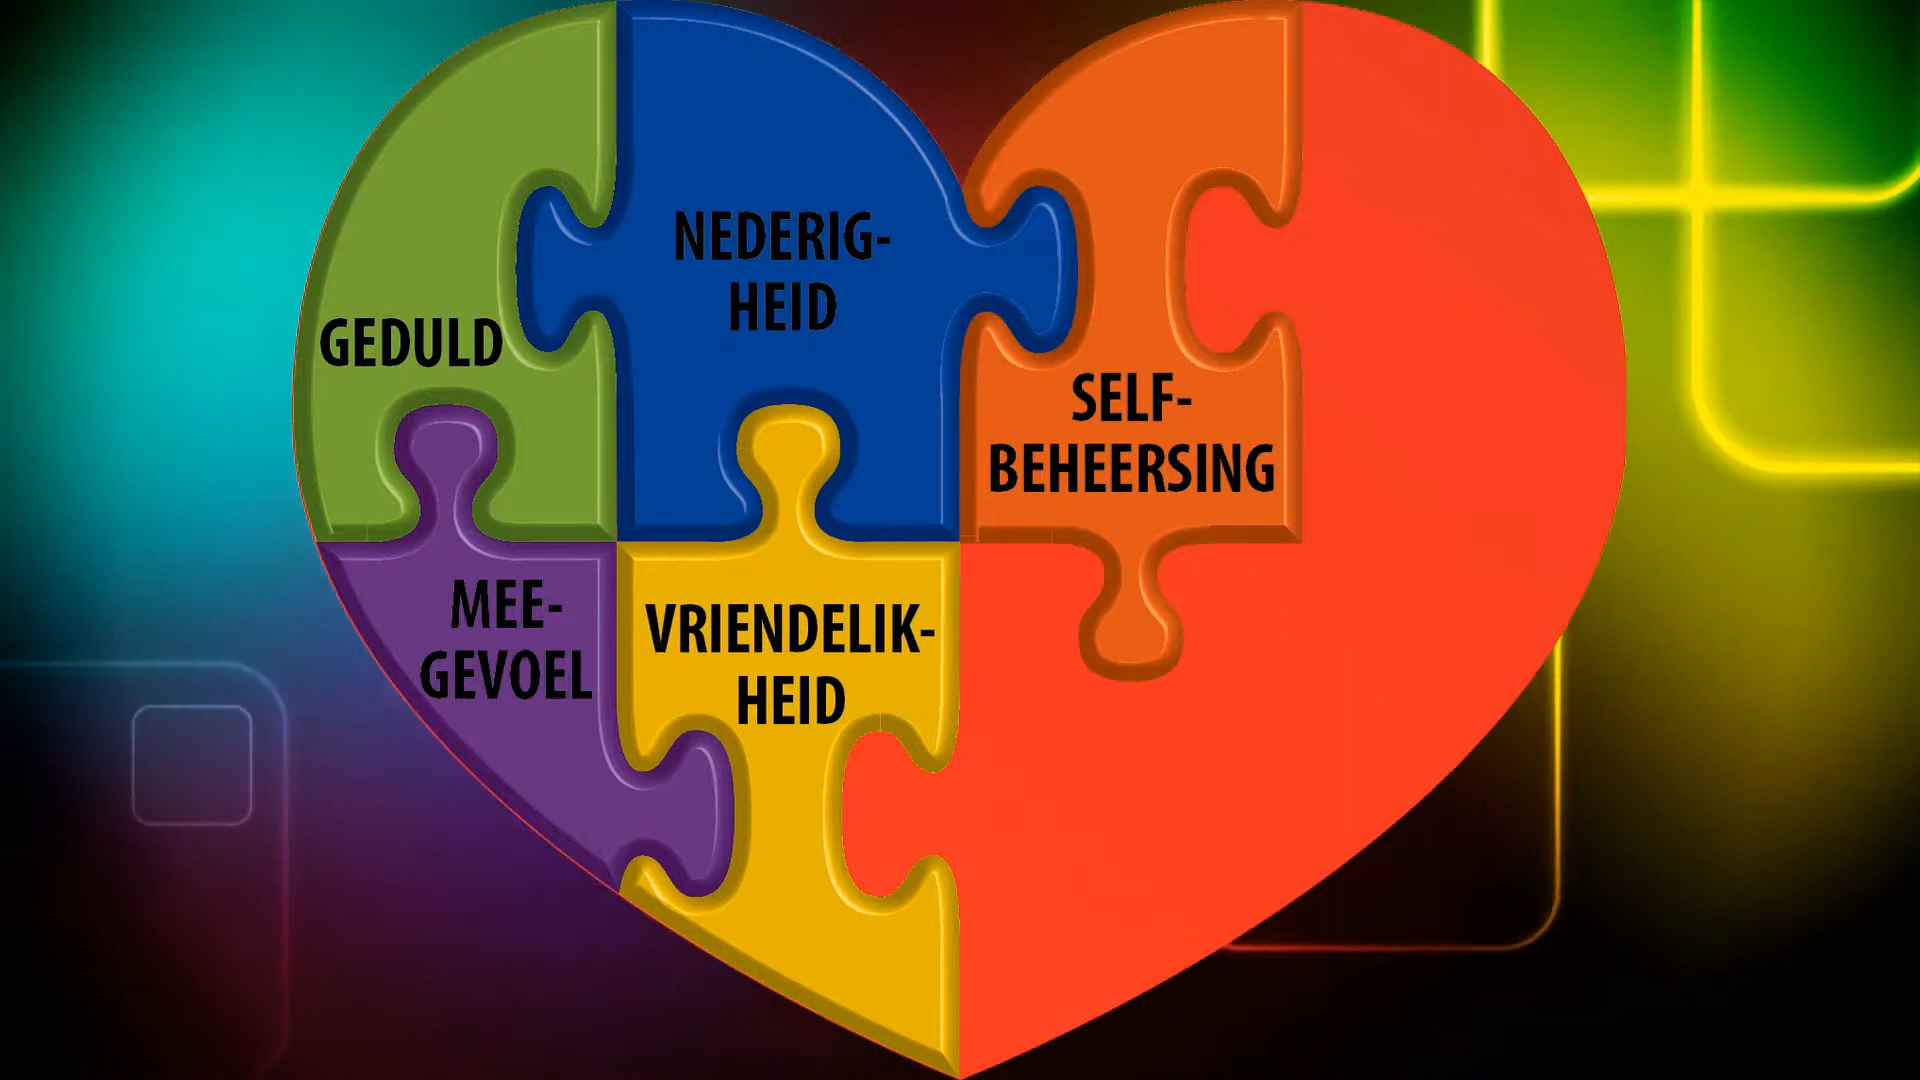 GEDULD
NEDERIG-
HEID
SELF-
BEHEERSING
MEE-
GEVOEL
VRIENDELIK-
HEID